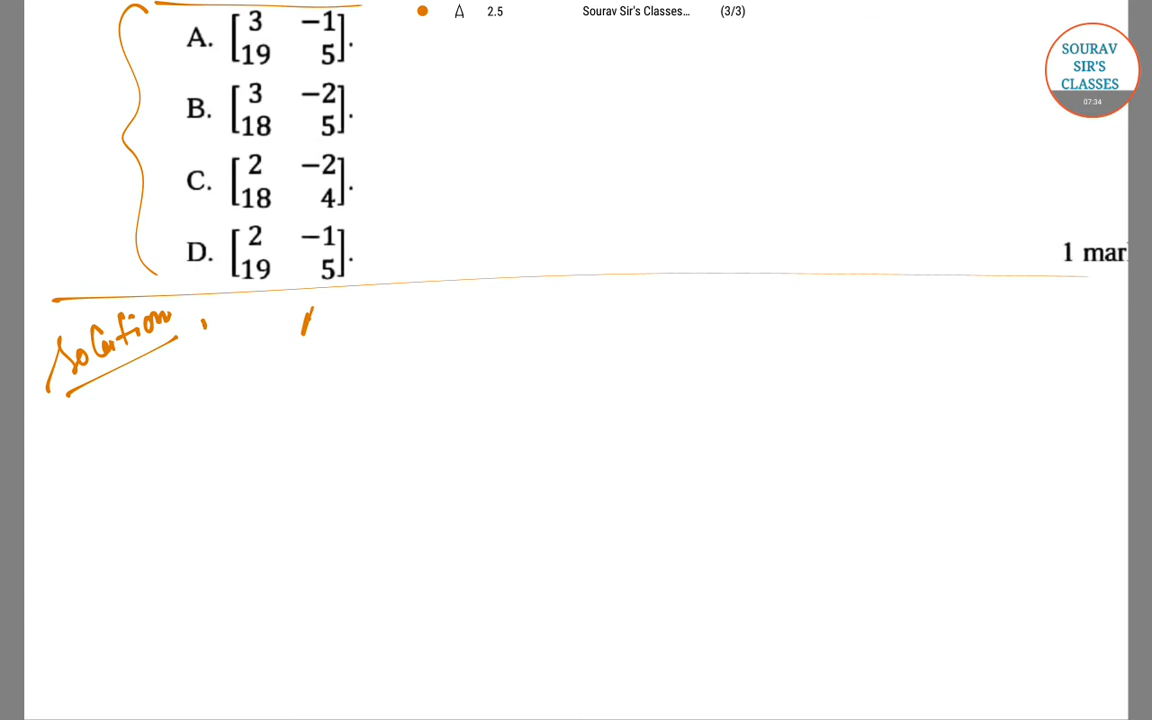 2.5 Sourav Sir's Classes... (3/3)
A. [3 −1
19 5].
B. [3 −2
18 5].
C. [2 −2
18 4].
D. [2 −1
19 5].
1 mar
Solution
SOURAV
SIR'S
CLASSES
07:34